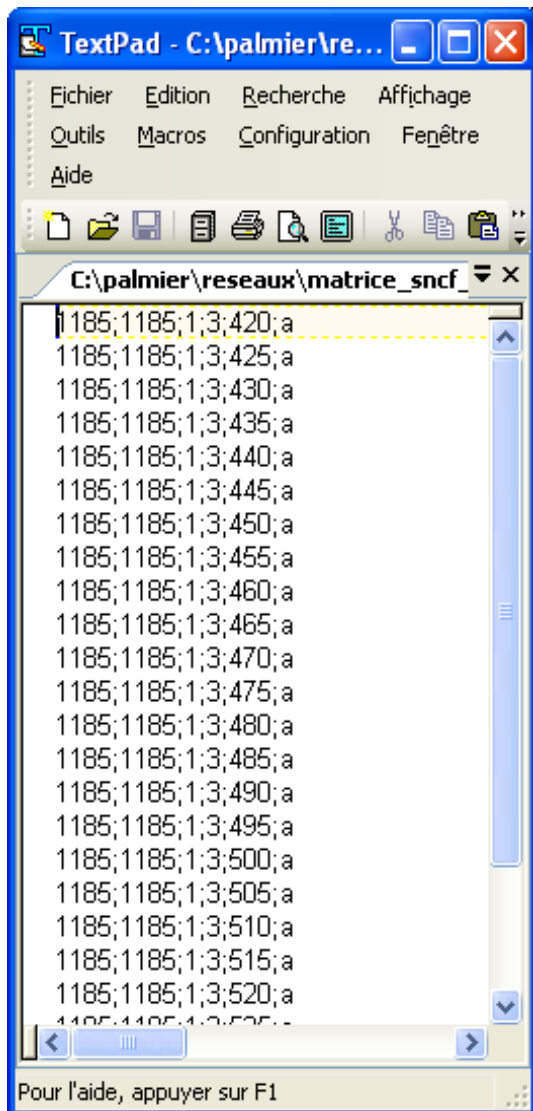 TextPad - C:\palmier\re...
Fichier Edition Recherche Affichage
Outils Macros Configuration Fenêtre
Aide
C:\palmier\reseaux\matrice_sncf_
1185;1185;1;3;420;a
1185;1185;1;3;425;a
1185;1185;1;3;430;a
1185;1185;1;3;435;a
1185;1185;1;3;440;a
1185;1185;1;3;445;a
1185;1185;1;3;450;a
1185;1185;1;3;455;a
1185;1185;1;3;460;a
1185;1185;1;3;465;a
1185;1185;1;3;470;a
1185;1185;1;3;475;a
1185;1185;1;3;480;a
1185;1185;1;3;485;a
1185;1185;1;3;490;a
1185;1185;1;3;495;a
1185;1185;1;3;500;a
1185;1185;1;3;505;a
1185;1185;1;3;510;a
1185;1185;1;3;515;a
1185;1185;1;3;520;a
Pour l'aide, appuyer sur F1